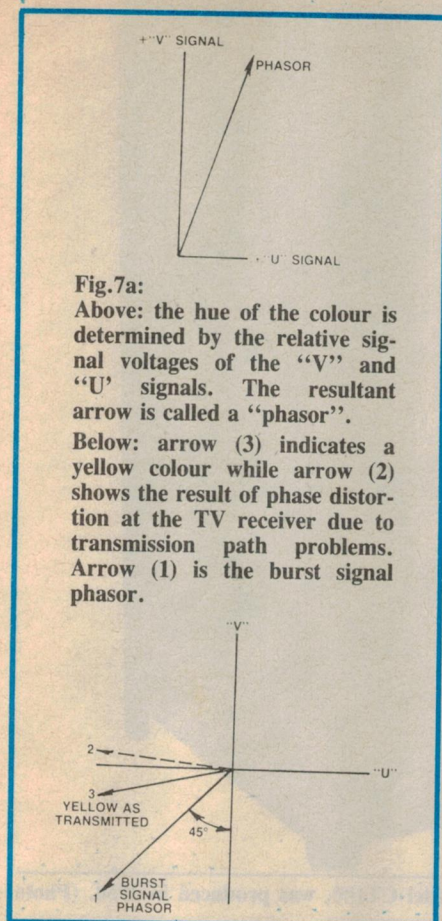 +"V" SIGNAL
PHASOR
+"U" SIGNAL
Fig.7a:
Above: the hue of the colour is
determined by the relative sig-
nal voltages of the “V” and
“U’ signals. The resultant
arrow is called a “phasor”.
Below: arrow (3) indicates a
yellow colour while arrow (2)
shows the result of phase distor-
tion at the TV receiver due to
transmission path problems.
Arrow (1) is the burst signal
phasor.
"V"
2
"U"
3
YELLOW AS
TRANSMITTED
45°
1
BURST
SIGNAL
PHASOR